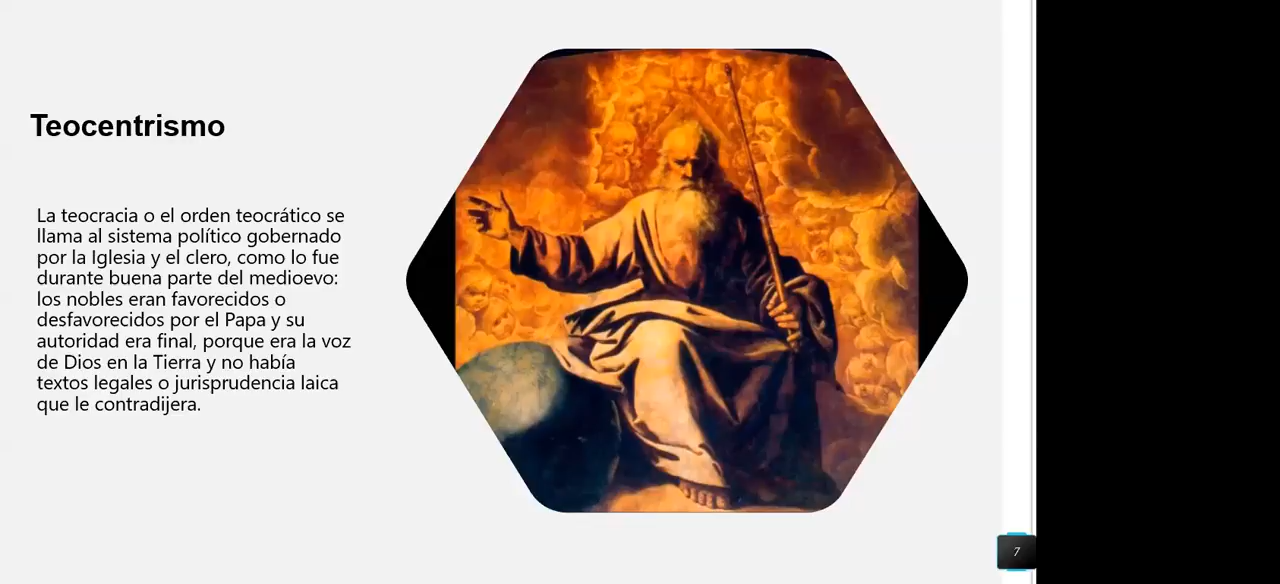 Teocentrismo
La teocracia o el orden teocrático se
llama al sistema político gobernado
por la Iglesia y el clero, como lo fue
durante buena parte del medioevo:
los nobles eran favorecidos o
desfavorecidos por el Papa y su
autoridad era final, porque era la voz
de Dios en la Tierra y no había
textos legales o jurisprudencia laica
que le contradijera.
7